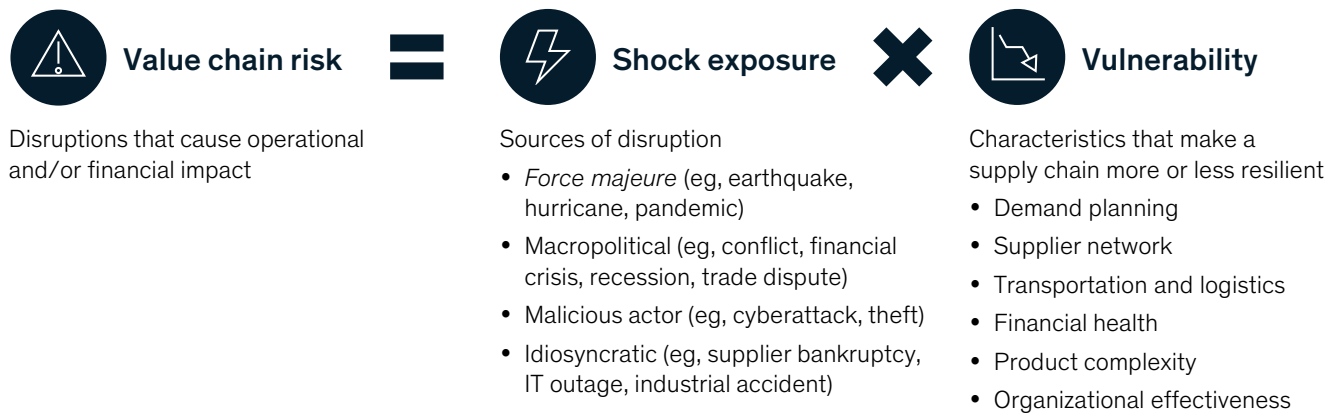 Value chain risk
Disruptions that cause operational
and/or financial impact
Shock exposure
Sources of disruption
• Force majeure (eg, earthquake,
hurricane, pandemic)
• Macropolitical (eg, conflict, financial
crisis, recession, trade dispute)
• Malicious actor (eg, cyberattack, theft)
• Idiosyncratic (eg, supplier bankruptcy,
IT outage, industrial accident)
Vulnerability
Characteristics that make a
supply chain more or less resilient
• Demand planning
• Supplier network
• Transportation and logistics
• Financial health
• Product complexity
• Organizational effectiveness